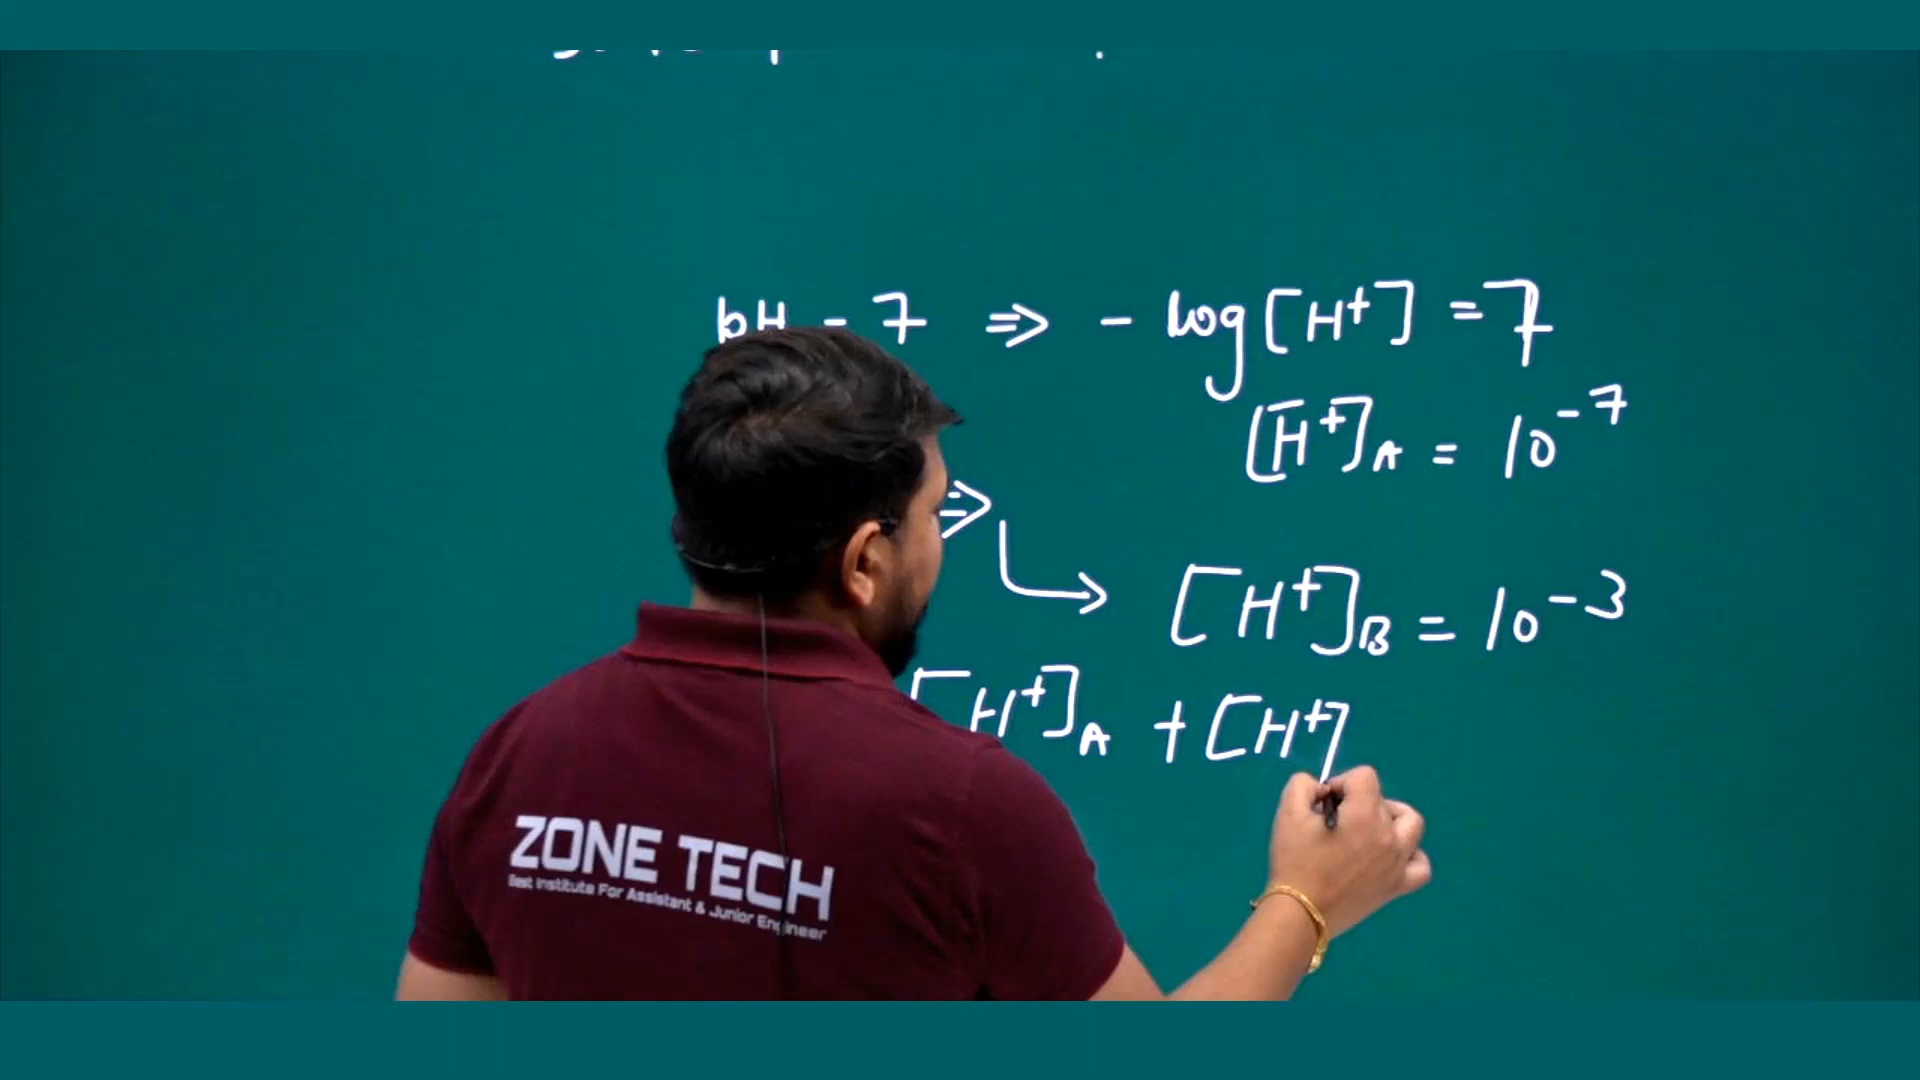 pH = 7 ⇒ - log [H⁺] = 7
[H⁺]A = 10⁻⁷
⇒
[H⁺]B = 10⁻³
[H⁺]A + [H⁺]
ZONE TECH
Best Institute For Assistant & Junior Engineer